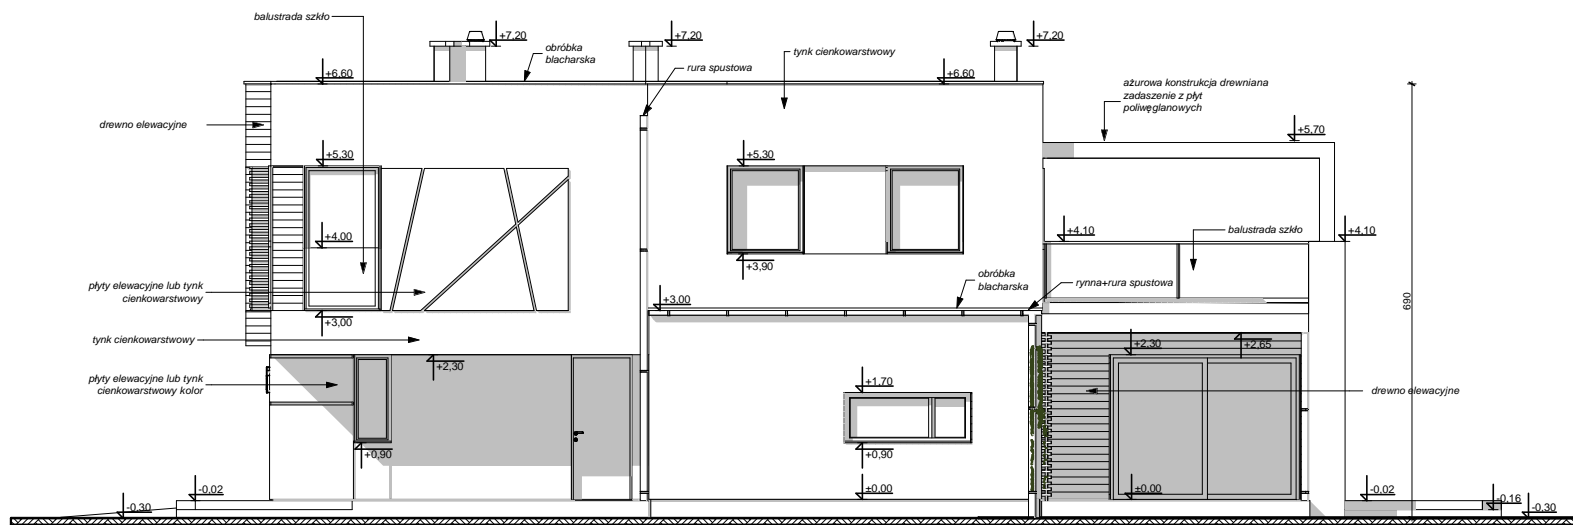 balustrada szkło
+7,20
+7,20
+7,20
obróbka
blacharska
tynk cienkowarstwowy
rura spustowa
+6,60
+6,60
ażurowa konstrukcja drewniana
zadaszenie z płyt
poliwęglanowych
drewno elewacyjne
+5,70
+5,30
+5,30
+4,00
+4,10
balustrada szkło
+4,10
+3,90
płyty elewacyjne lub tynk
cienkowarstwowy
obróbka
blacharska
rynna+rura spustowa
+3,00
690
+3,00
tynk cienkowarstwowy
+2,30
+2,30
+2,65
płyty elewacyjne lub tynk
cienkowarstwowy kolor
+1,70
drewno elewacyjne
+0,90
+0,90
-0,02
±0.00
±0.00
-0,02
-0,16
-0,30
-0,30